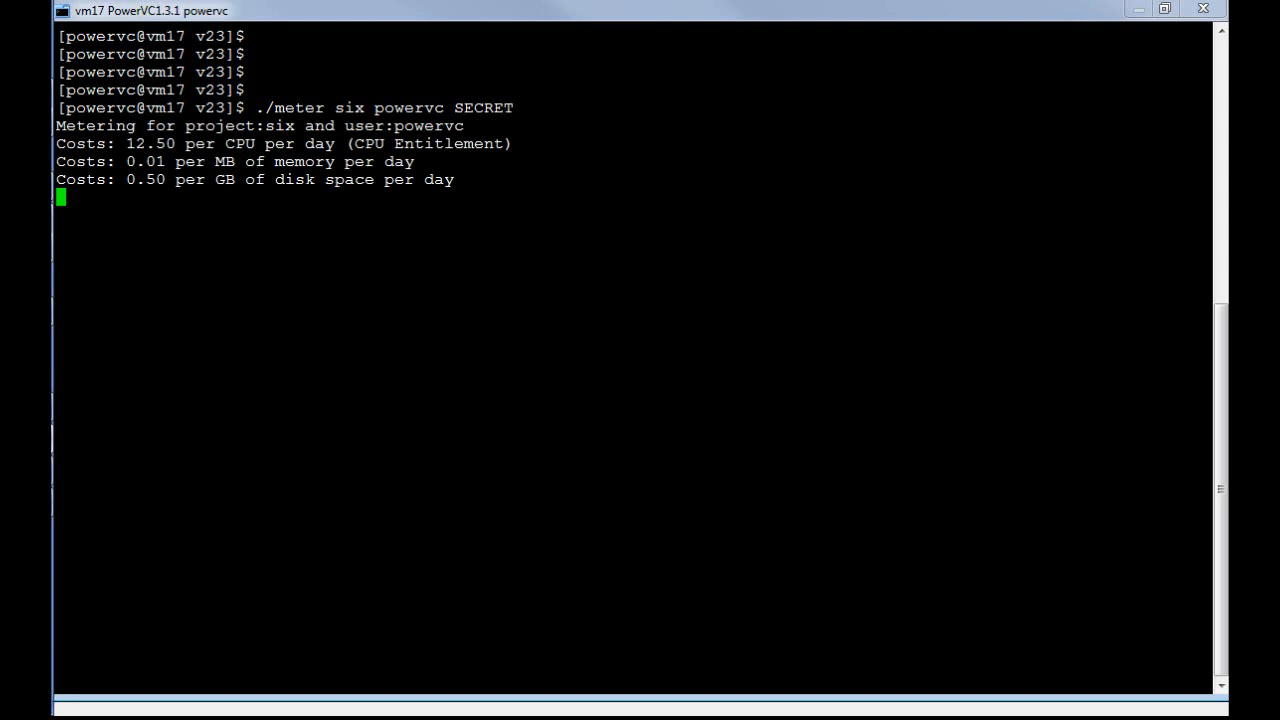 vm17 PowerVC1.3.1 powervc
[powervc@vm17 v23]$
[powervc@vm17 v23]$
[powervc@vm17 v23]$
[powervc@vm17 v23]$
[powervc@vm17 v23]$ ./meter six powervc SECRET
Metering for project:six and user:powervc
Costs: 12.50 per CPU per day (CPU Entitlement)
Costs: 0.01 per MB of memory per day
Costs: 0.50 per GB of disk space per day